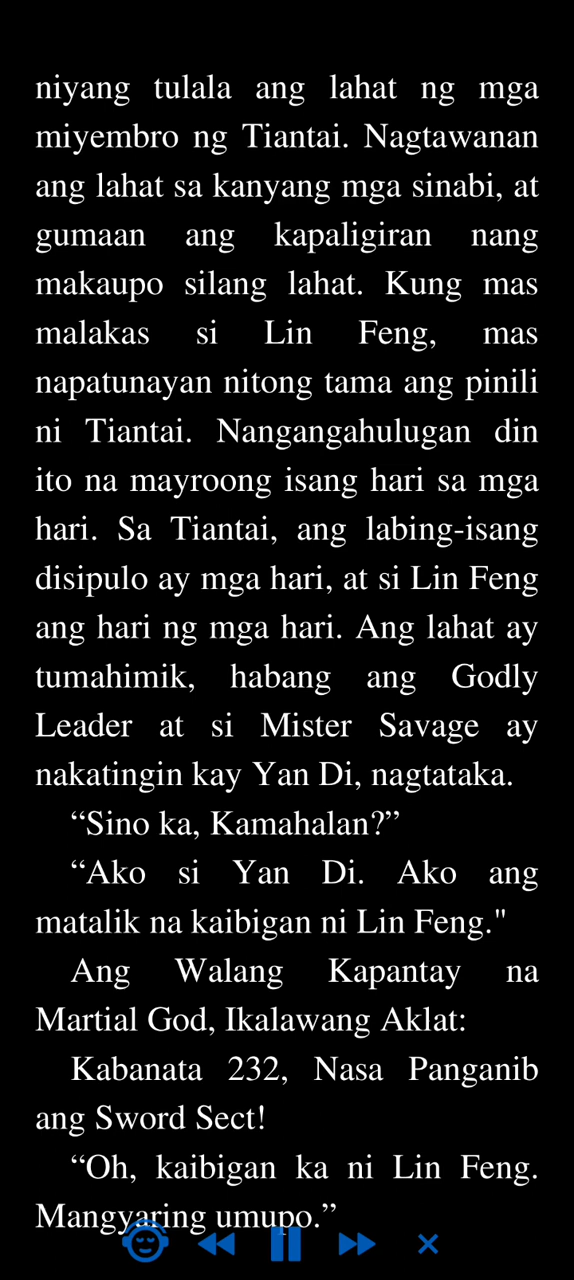 niyang tulala ang lahat ng mga
miyembro ng Tiantai. Nagtawanan
ang lahat sa kanyang mga sinabi, at
gumaan ang kapaligiran nang
makaupo silang lahat. Kung mas
malakas si Lin Feng, mas
napatunayan nitong tama ang pinili
ni Tiantai. Nangangahulugan din
ito na mayroong isang hari sa mga
hari. Sa Tiantai, ang labing-isang
disipulo ay mga hari, at si Lin Feng
ang hari ng mga hari. Ang lahat ay
tumahimik, habang ang Godly
Leader at si Mister Savage ay
nakatingin kay Yan Di, nagtataka.
“Sino ka, Kamahalan?”
“Ako si Yan Di. Ako ang
matalik na kaibigan ni Lin Feng."
Ang Walang Kapantay na
Martial God, Ikalawang Aklat:
Kabanata 232, Nasa Panganib
ang Sword Sect!
“Oh, kaibigan ka ni Lin Feng.
Mangyaring umupo.”